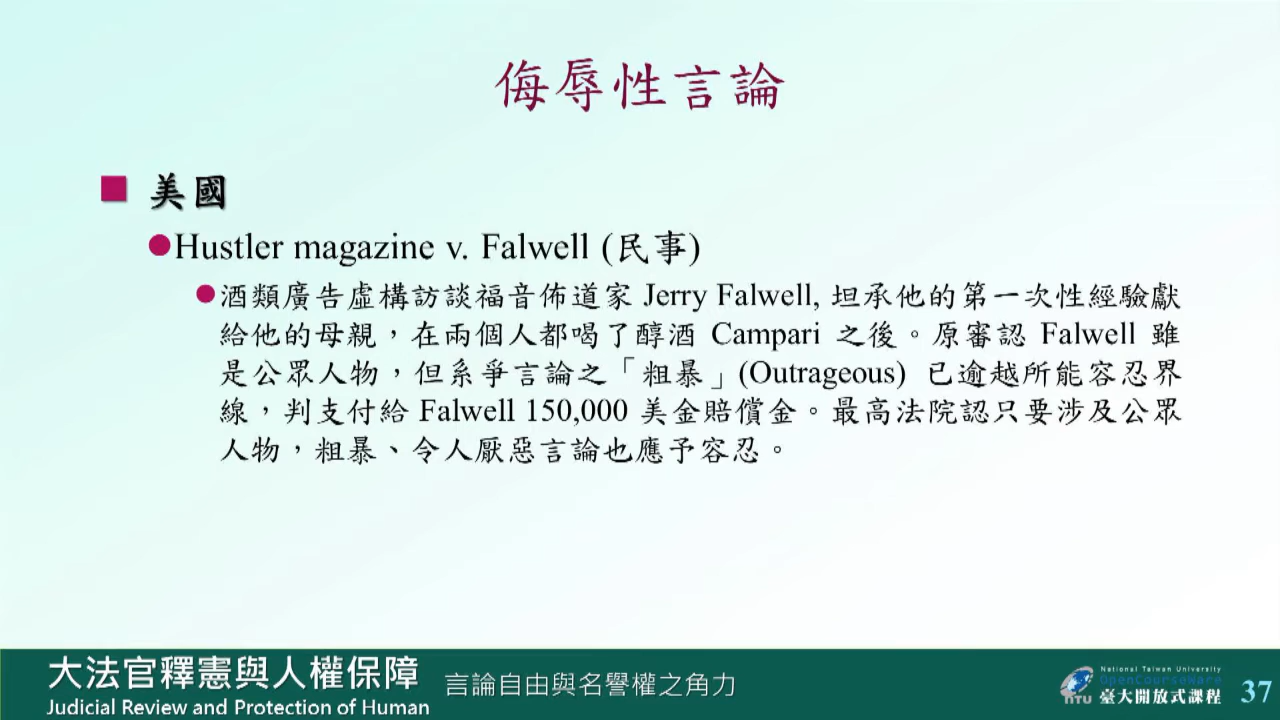 侮辱性言論
美國
Hustler magazine v. Falwell (民事)
酒類廣告虛構訪談福音佈道家 Jerry Falwell, 坦承他的第一次性經驗獻
給他的母親，在兩個人都喝了醇酒 Campari 之後。原審認 Falwell 雖
是公眾人物，但系爭言論之「粗暴」(Outrageous) 已逾越所能容忍界
線，判支付給 Falwell 150,000 美金賠償金。最高法院認只要涉及公眾
人物，粗暴、令人厭惡言論也應予容忍。
大法官釋憲與人權保障
Judicial Review and Protection of Human
言論自由與名譽權之角力
National Taiwan University
OpenCourseWare
NTU 臺大開放式課程
37